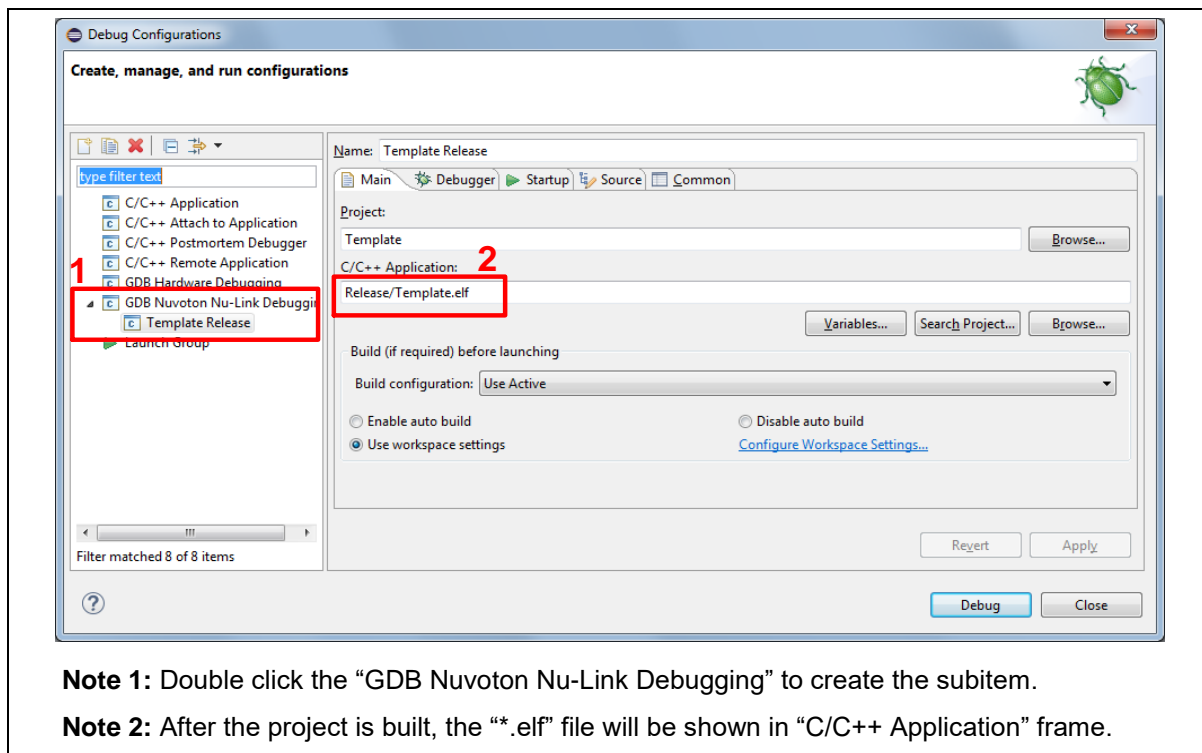 Debug Configurations
Create, manage, and run configurations
Name: Template Release
type filter text
Main Debugger Startup Source Common
C/C++ Application
C/C++ Attach to Application
C/C++ Postmortem Debugger
C/C++ Remote Application
GDB Hardware Debugging
GDB Nuvoton Nu-Link Debuggin
Template Release
Launch Group
1
Project:
Template
Browse...
C/C++ Application:
2
Release/Template.elf
Variables... Search Project... Browse...
Build (if required) before launching
Build configuration: Use Active
Enable auto build Disable auto build
Use workspace settings Configure Workspace Settings...
Filter matched 8 of 8 items
Revert Apply
Debug Close
Note 1: Double click the “GDB Nuvoton Nu-Link Debugging” to create the subitem.
Note 2: After the project is built, the “*.elf” file will be shown in “C/C++ Application” frame.